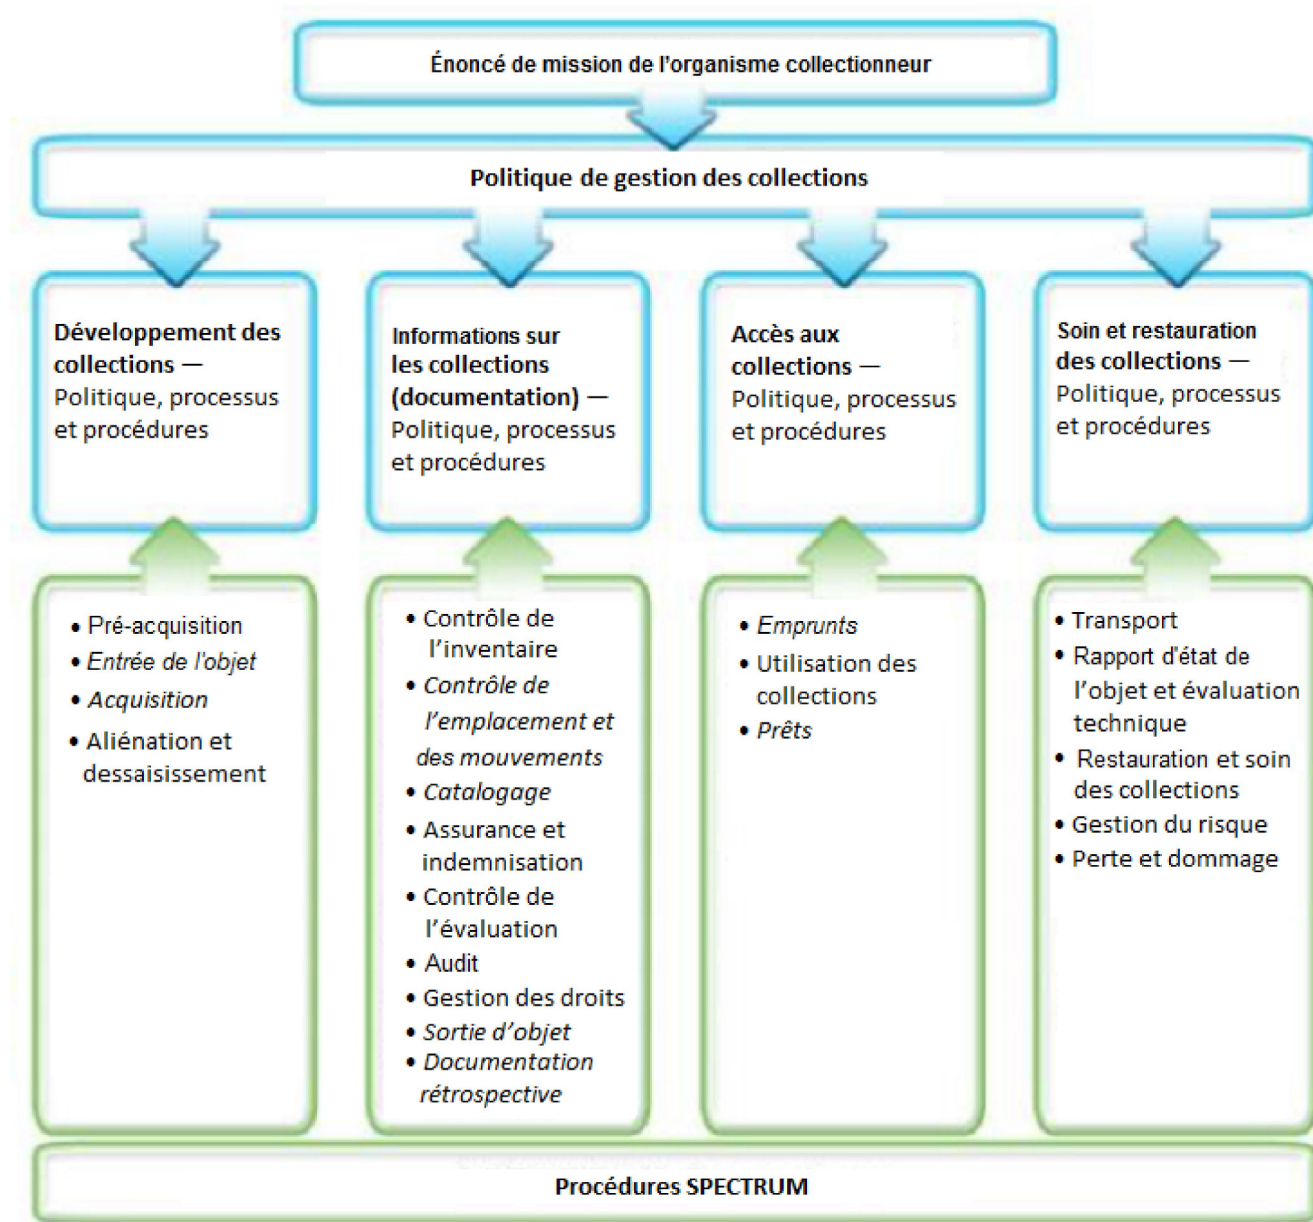 Énoncé de mission de l'organisme collectionneur
Politique de gestion des collections
Développement des
collections —
Politique, processus
et procédures
Informations sur
les collections
(documentation) —
Politique, processus
et procédures
Accès aux
collections —
Politique, processus
et procédures
Soin et restauration
des collections —
Politique, processus
et procédures
• Pré-acquisition
• Entrée de l'objet
• Acquisition
• Aliénation et
dessaisissement
• Contrôle de
l’inventaire
• Contrôle de
l’emplacement et
des mouvements
• Catalogage
• Assurance et
indemnisation
• Contrôle de
l’évaluation
• Audit
• Gestion des droits
• Sortie d’objet
• Documentation
rétrospective
• Emprunts
• Utilisation des
collections
• Prêts
• Transport
• Rapport d'état de
l’objet et évaluation
technique
• Restauration et soin
des collections
• Gestion du risque
• Perte et dommage
Procédures SPECTRUM